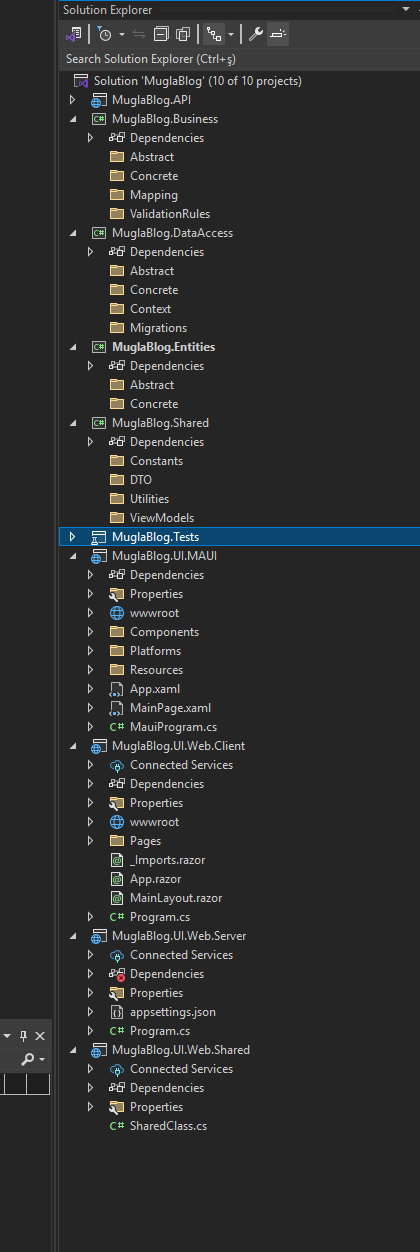 Solution Explorer
Search Solution Explorer (Ctrl+ş)
Solution 'MuglaBlog' (10 of 10 projects)
MuglaBlog.API
C# MuglaBlog.Business
Dependencies
Abstract
Concrete
Mapping
ValidationRules
C# MuglaBlog.DataAccess
Dependencies
Abstract
Concrete
Context
Migrations
C# MuglaBlog.Entities
Dependencies
Abstract
Concrete
C# MuglaBlog.Shared
Dependencies
Constants
DTO
Utilities
ViewModels
MuglaBlog.Tests
MuglaBlog.UI.MAUI
Dependencies
Properties
wwwroot
Components
Platforms
Resources
App.xaml
MainPage.xaml
C# MauiProgram.cs
MuglaBlog.UI.Web.Client
Connected Services
Dependencies
Properties
wwwroot
Pages
_Imports.razor
App.razor
MainLayout.razor
C# Program.cs
MuglaBlog.UI.Web.Server
Connected Services
Dependencies
Properties
appsettings.json
C# Program.cs
MuglaBlog.UI.Web.Shared
Connected Services
Dependencies
Properties
C# SharedClass.cs